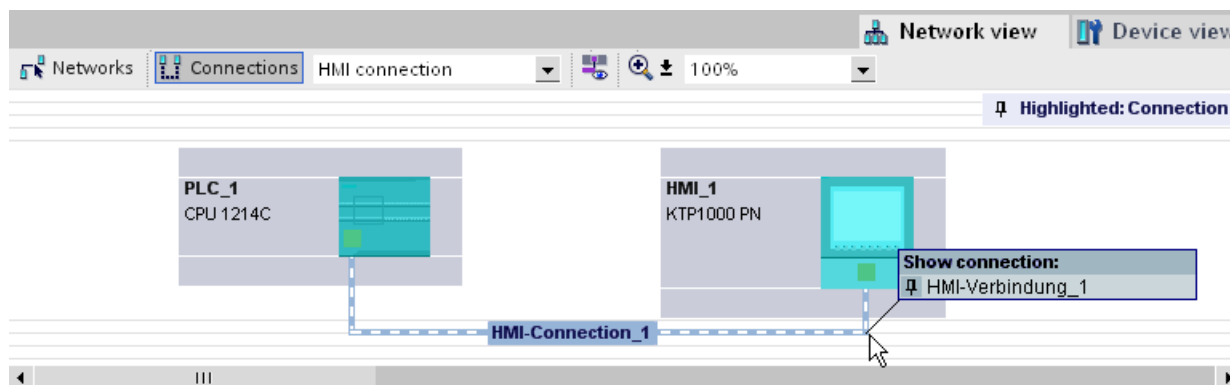 Network view
Device view
Networks
Connections
HMI connection
100%
Highlighted: Connection
PLC_1
CPU 1214C
HMI_1
KTP1000 PN
Show connection:
HMI-Verbindung_1
HMI-Connection_1